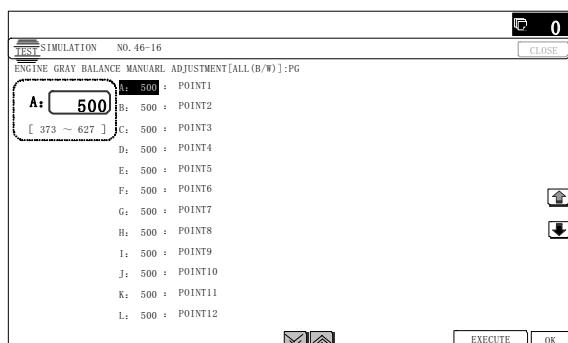 0
TEST SIMULATION NO.46-16
CLOSE
ENGINE GRAY BALANCE MANUARL ADJUSTMENT[ALL(B/W)]:PG
A: 500
[ 373 ~ 627 ]
A: 500 : POINT1
B: 500 : POINT2
C: 500 : POINT3
D: 500 : POINT4
E: 500 : POINT5
F: 500 : POINT6
G: 500 : POINT7
H: 500 : POINT8
I: 500 : POINT9
J: 500 : POINT10
K: 500 : POINT11
L: 500 : POINT12
EXECUTE OK